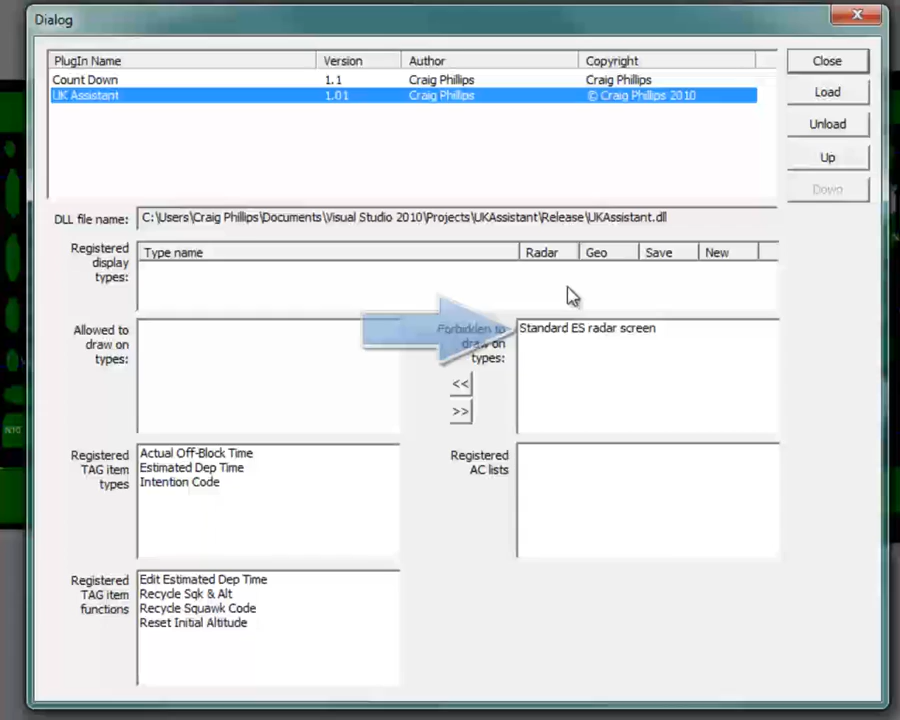 Dialog
PlugIn Name Version Author Copyright
Count Down 1.1 Craig Phillips Craig Phillips
UK Assistant 1.01 Craig Phillips © Craig Phillips 2010
Close
Load
Unload
Up
Down
DLL file name: C:\Users\Craig Phillips\Documents\Visual Studio 2010\Projects\UKAssistant\Release\UKAssistant.dll
Registered
display
types:
Type name Radar Geo Save New
Allowed to
draw on
types:
Forbidden to
draw on
types:
Standard ES radar screen
<<
>>
Registered
TAG item
types
Actual Off-Block Time
Estimated Dep Time
Intention Code
Registered
AC lists
Registered
TAG item
functions
Edit Estimated Dep Time
Recycle Sqk & Alt
Recycle Squawk Code
Reset Initial Altitude